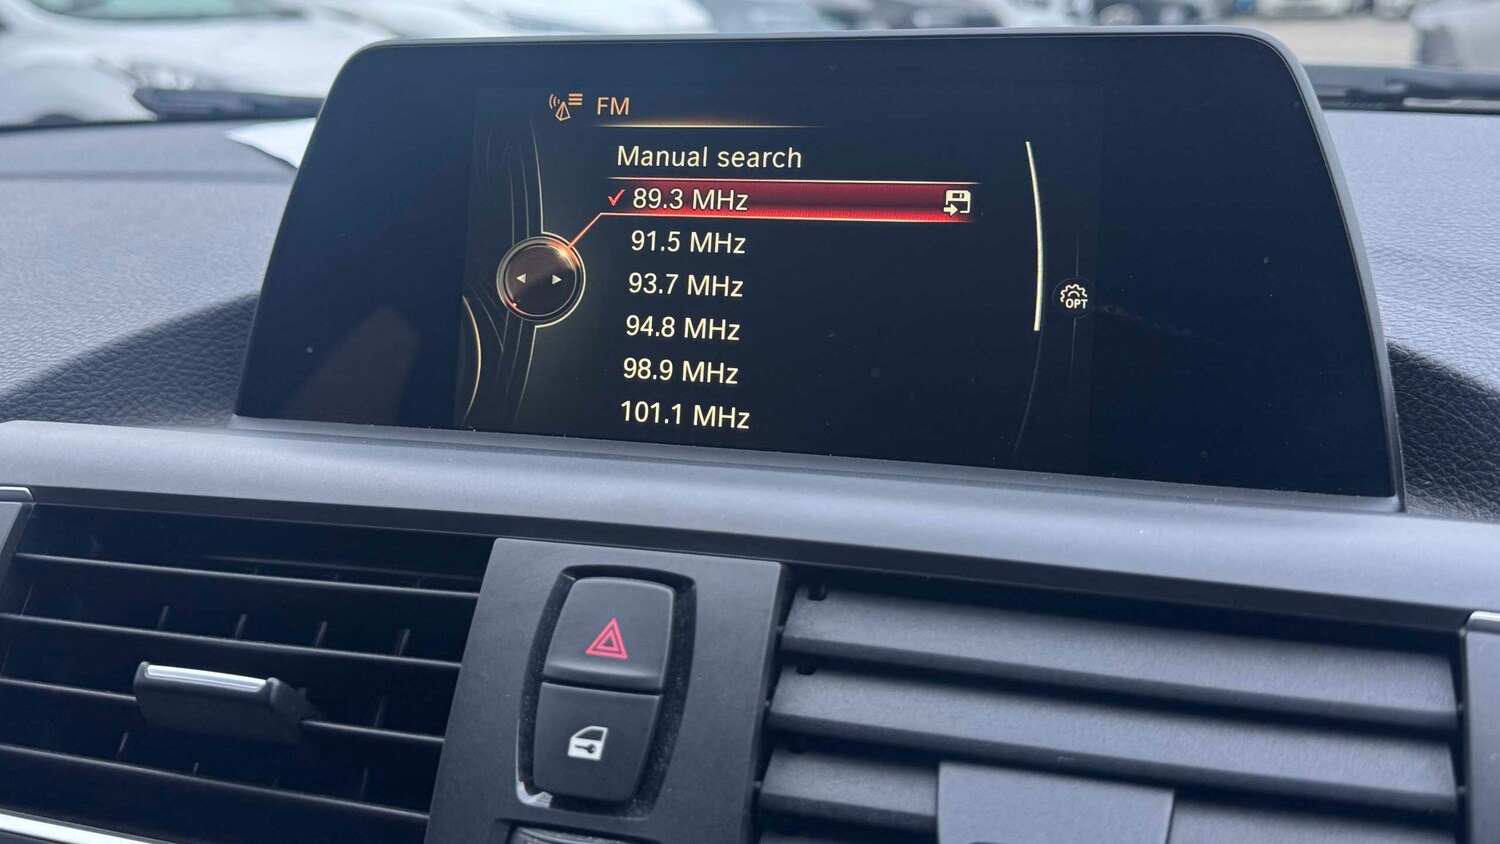 FM
Manual search
89.3 MHz
91.5 MHz
93.7 MHz
94.8 MHz
OPT
98.9 MHz
101.1 MHz